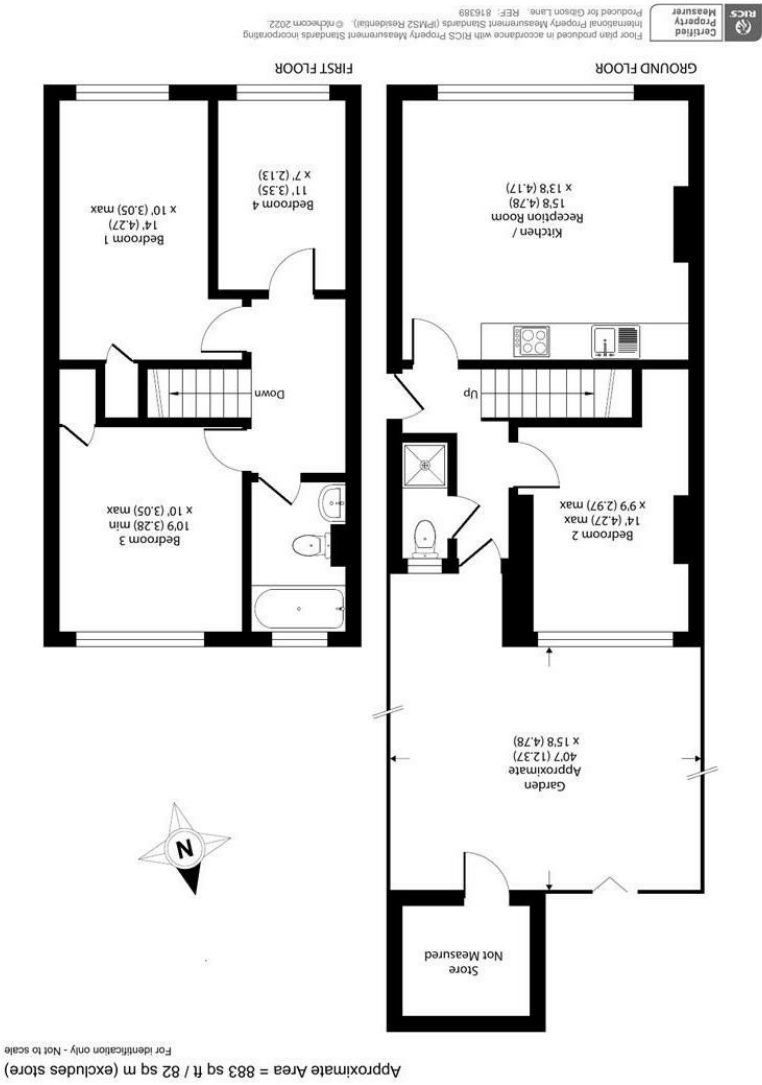 Approximate Area = 883 sq ft / 82 sq m (excludes store)
For identification only - Not to scale
Store
Not Measured
Garden
Approximate
40'7 (12.37)
x 15'8 (4.78)
N
Bedroom 2
14' (4.27) max
x 9'9 (2.97) max
Up
Kitchen /
Reception Room
15'8 (4.78)
x 13'8 (4.17)
GROUND FLOOR
Bedroom 3
10'9 (3.28) min
x 10' (3.05) max
Down
Bedroom 1
14' (4.27)
x 10' (3.05) max
Bedroom 4
11' (3.35)
x 7' (2.13)
FIRST FLOOR
RICS
Certified
Property
Measurer
Floor plan produced in accordance with RICS Property Measurement Standards incorporating
International Property Measurement Standards (IPMS2 Residential). © nichecom 2022.
Produced for Gibson Lane. REF: 816389